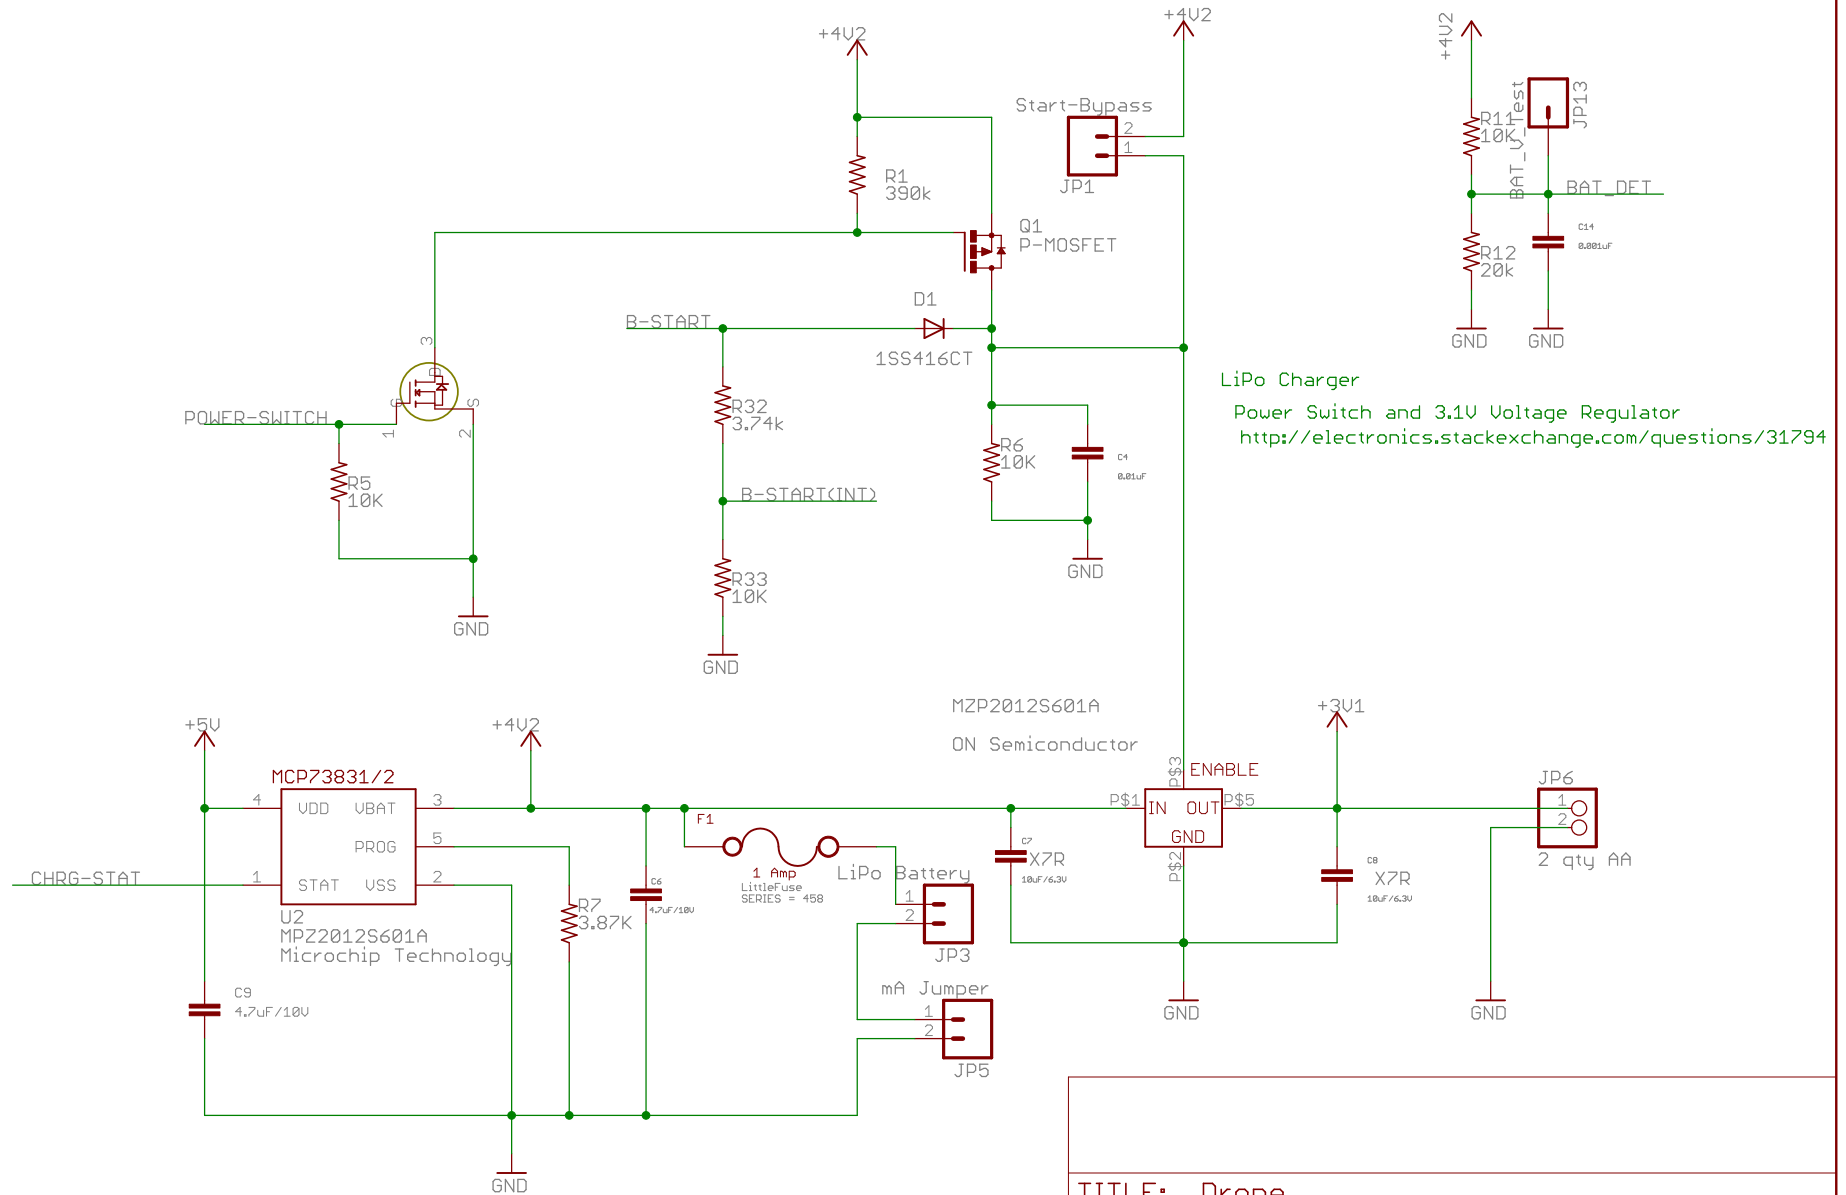 +4V2
R1
390k
Start-Bypass
+4V2
2
1
JP1
+4V2
R11
10K
BAT_V_Test
JP13
BAT_DET
R12
20k
C14
0.001uF
GND
GND
Q1
P-MOSFET
D1
1SS416CT
B-START
R32
3.74k
B-START(INT)
R33
10K
GND
3
D
G
S
1
2
POWER-SWITCH
R5
10K
GND
R6
10K
C4
0.01uF
GND
LiPo Charger
Power Switch and 3.1V Voltage Regulator
http://electronics.stackexchange.com/questions/31794
+5V
+4V2
MCP73831/2
4
VDD
VBAT
3
PROG
5
1
STAT
VSS
2
CHRG-STAT
U2
MPZ2012S601A
Microchip Technology
C9
4.7uF/10V
R7
3.87K
C6
4.7uF/10V
F1
1 Amp
LittleFuse
SERIES = 458
LiPo Battery
1
2
JP3
mA Jumper
1
2
JP5
GND
MZP2012S601A
ON Semiconductor
P$3
ENABLE
P$1
IN
OUT
P$5
GND
P$2
C7
X7R
10uF/6.3V
+3V1
C8
X7R
10uF/6.3V
GND
JP6
1
2
2 qty AA
GND
TITLE: Drone